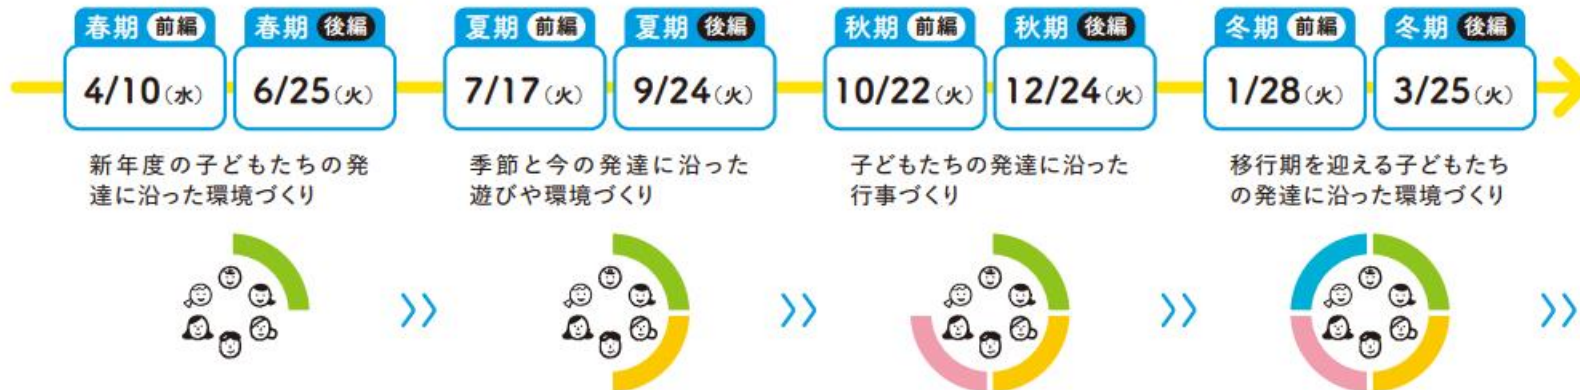 春期 前編 春期 後編 夏期 前編 夏期 後編 秋期 前編 秋期 後編 冬期 前編 冬期 後編
4/10(水) 6/25(火) 7/17(火) 9/24(火) 10/22(火) 12/24(火) 1/28(火) 3/25(火)
新年度の子どもたちの発
達に沿った環境づくり
季節と今の発達に沿った
遊びや環境づくり
子どもたちの発達に沿った
行事づくり
移行期を迎える子どもたち
の発達に沿った環境づくり